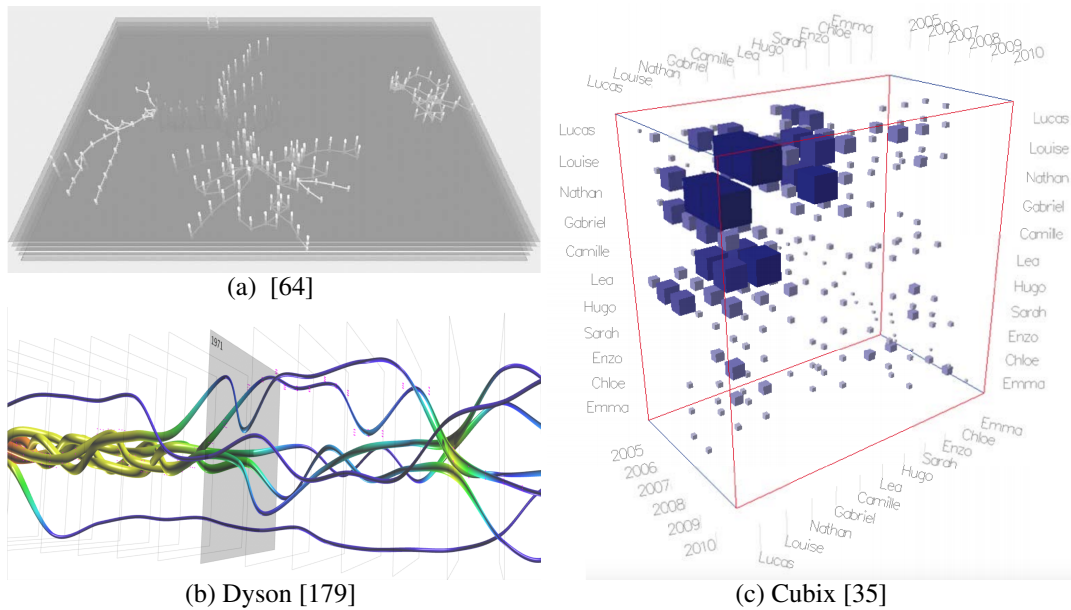 (a) [64]
1971
(b) Dyson [179]
Lucas
Louise
Nathan
Gabriel
Camille
Lea
Hugo
Sarah
Enzo
Chloe
Emma
2005
2006
2007
2008
2009
2010
Lucas
Louise
Nathan
Gabriel
Camille
Lea
Hugo
Sarah
Enzo
Chloe
Emma
Lucas
Louise
Nathan
Gabriel
Camille
Lea
Hugo
Sarah
Enzo
Chloe
Emma
2005
2006
2007
2008
2009
2010
Lucas
Louise
Nathan
Gabriel
Camille
Lea
Hugo
Sarah
Enzo
Chloe
Emma
(c) Cubix [35]